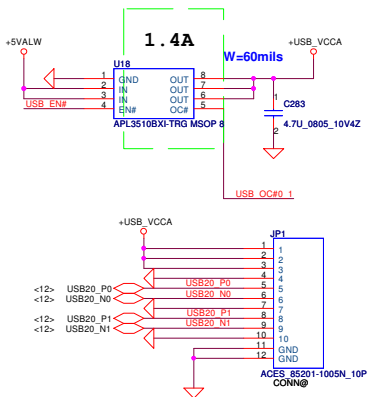 1.4A
+5VALW
U18
W=60mils
+USB_VCCA
1 GND OUT 8
2 IN OUT 7
3 IN OUT 6
USB_EN# 4 EN# OC# 5
APL3510BXI-TRG MSOP 8
1
C283
4.7U_0805_10V4Z
2
USB_OC#0_1
+USB_VCCA
JP1
1 1
2 2
3 3
4 4
<12> USB20_P0 USB20_P0 5 5
<12> USB20_N0 USB20_N0 6 6
7 7
<12> USB20_P1 USB20_P1 8 8
<12> USB20_N1 USB20_N1 9 9
10 10
11 GND
12 GND
ACES_85201-1005N_10P
CONN@